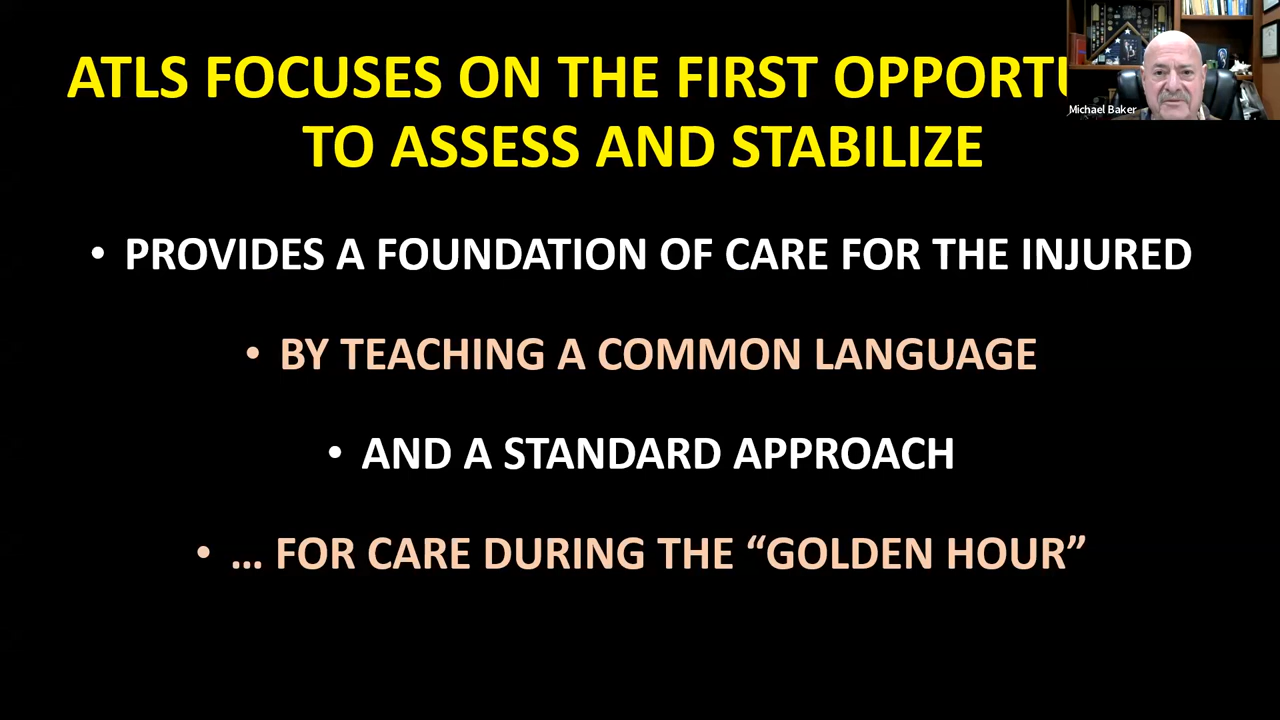 ATLS FOCUSES ON THE FIRST
TO ASSESS AND STABILIZE
Michael Baker
• PROVIDES A FOUNDATION OF CARE FOR THE INJURED
• BY TEACHING A COMMON LANGUAGE
• AND A STANDARD APPROACH
• ... FOR CARE DURING THE “GOLDEN HOUR”